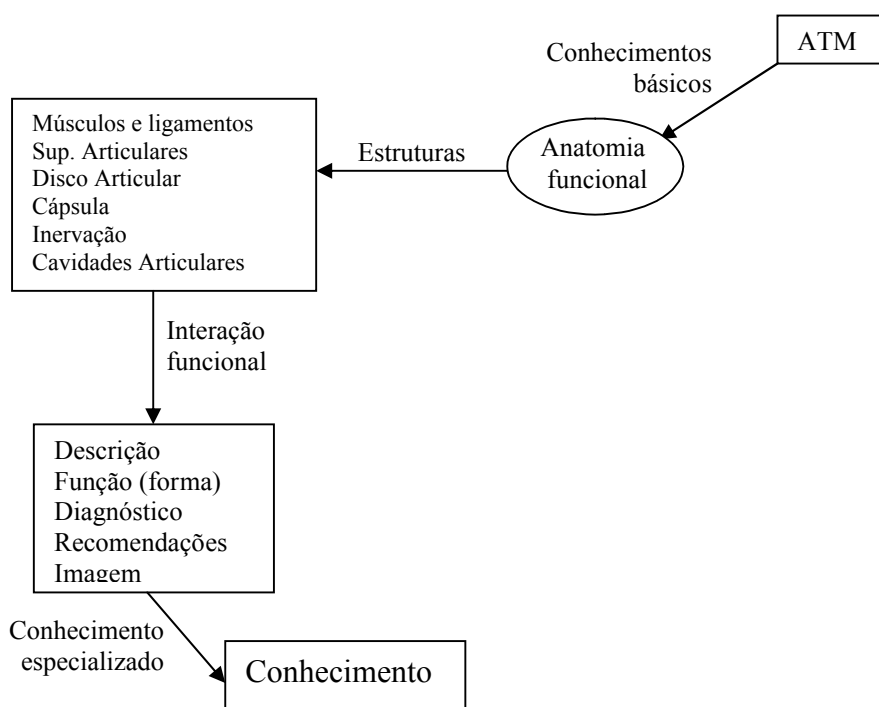 ATM
Conhecimentos
básicos
Anatomia
funcional
Estruturas
Músculos e ligamentos
Sup. Articulares
Disco Articular
Cápsula
Inervação
Cavidades Articulares
Interação
funcional
Descrição
Função (forma)
Diagnóstico
Recomendações
Imagem
Conhecimento
especializado
Conhecimento